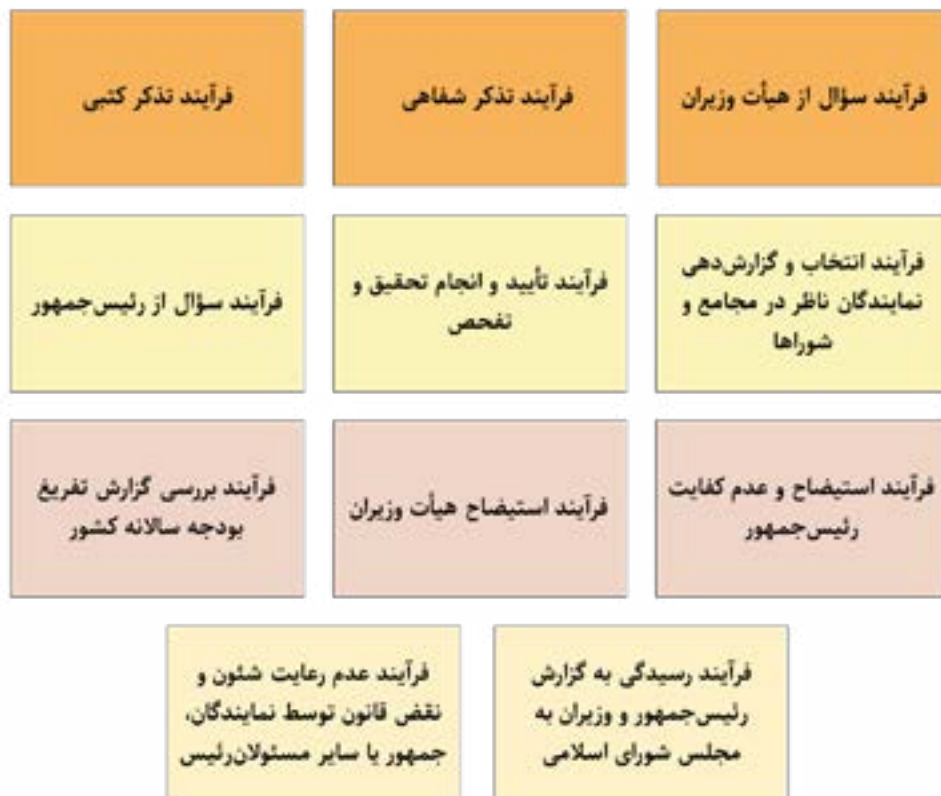 فرآیند سؤال از هیأت وزیران
فرآیند تذکر شفاهی
فرآیند تذکر کتبی
فرآیند انتخاب و گزارش‌دهی
نمایندگان ناظر در مجامع و
شوراها
فرآیند تأیید و انجام تحقیق و
تفحص
فرآیند سؤال از رئیس‌جمهور
فرآیند استیضاح و عدم کفایت
رئیس‌جمهور
فرآیند استیضاح هیأت وزیران
فرآیند بررسی گزارش تفریغ
بودجه سالانه کشور
فرآیند رسیدگی به گزارش
رئیس‌جمهور و وزیران به
مجلس شورای اسلامی
فرآیند عدم رعایت شئون و
نقض قانون توسط نمایندگان،
جمهور یا سایر مسئولان‌رئیس